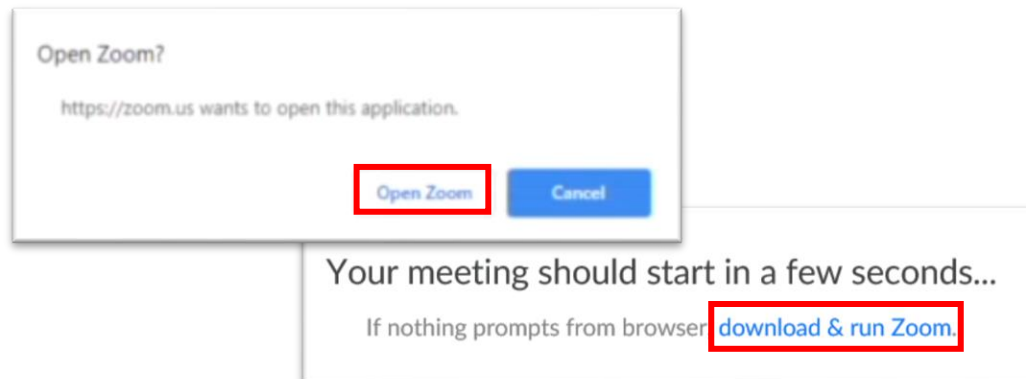 Open Zoom?
https://zoom.us wants to open this application.
Open Zoom
Cancel
Your meeting should start in a few seconds...
If nothing prompts from browser download & run Zoom.